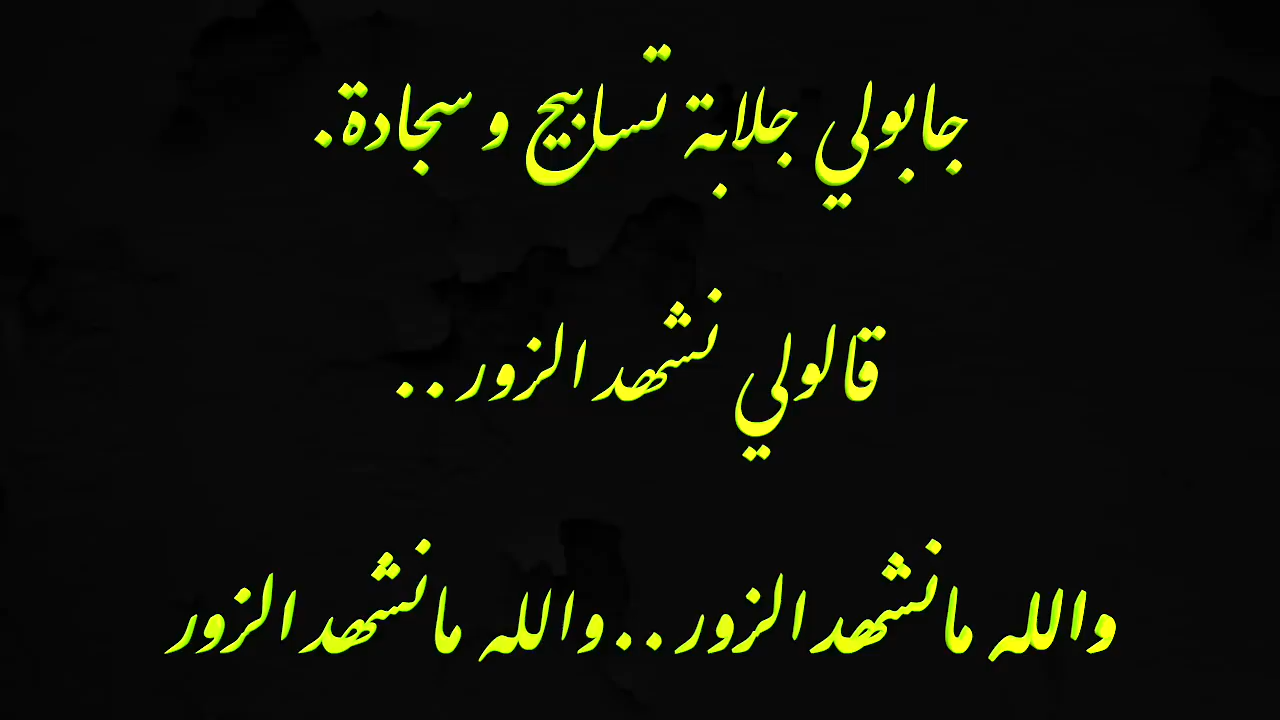 جابولي جلابة تسابيح و سجادة.
قالولي نشهد الزور..
والله مانشهد الزور..والله مانشهد الزور